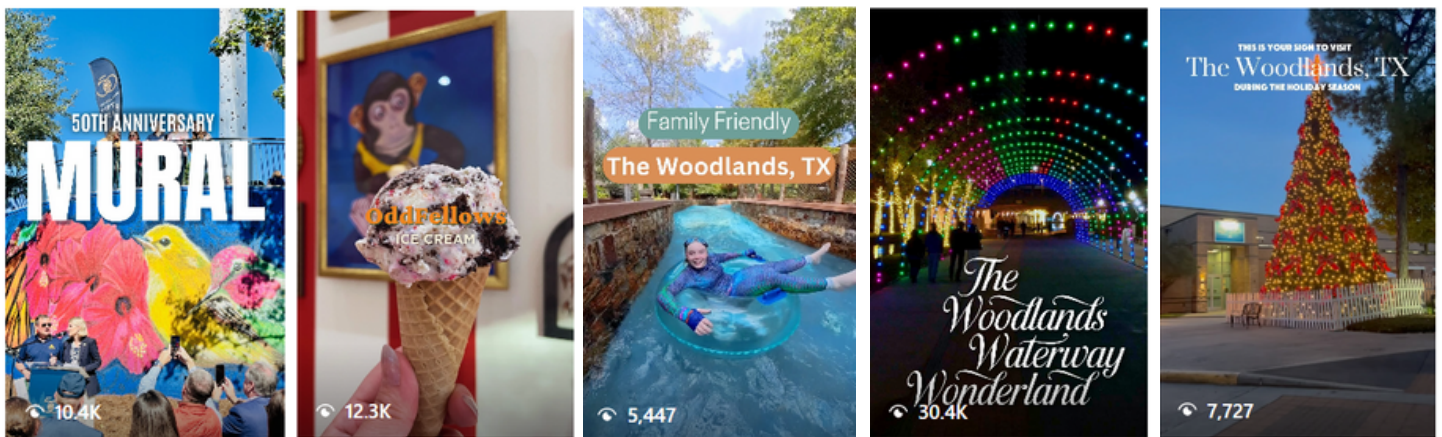 50TH ANNIVERSARY
MURAL
10.4K
OddFellows
ICE CREAM
12.3K
Family Friendly
The Woodlands, TX
5,447
The
Woodlands
Waterway
Wonderland
30.4K
THIS IS YOUR SIGN TO VISIT
The Woodlands, TX
DURING THE HOLIDAY SEASON
7,727